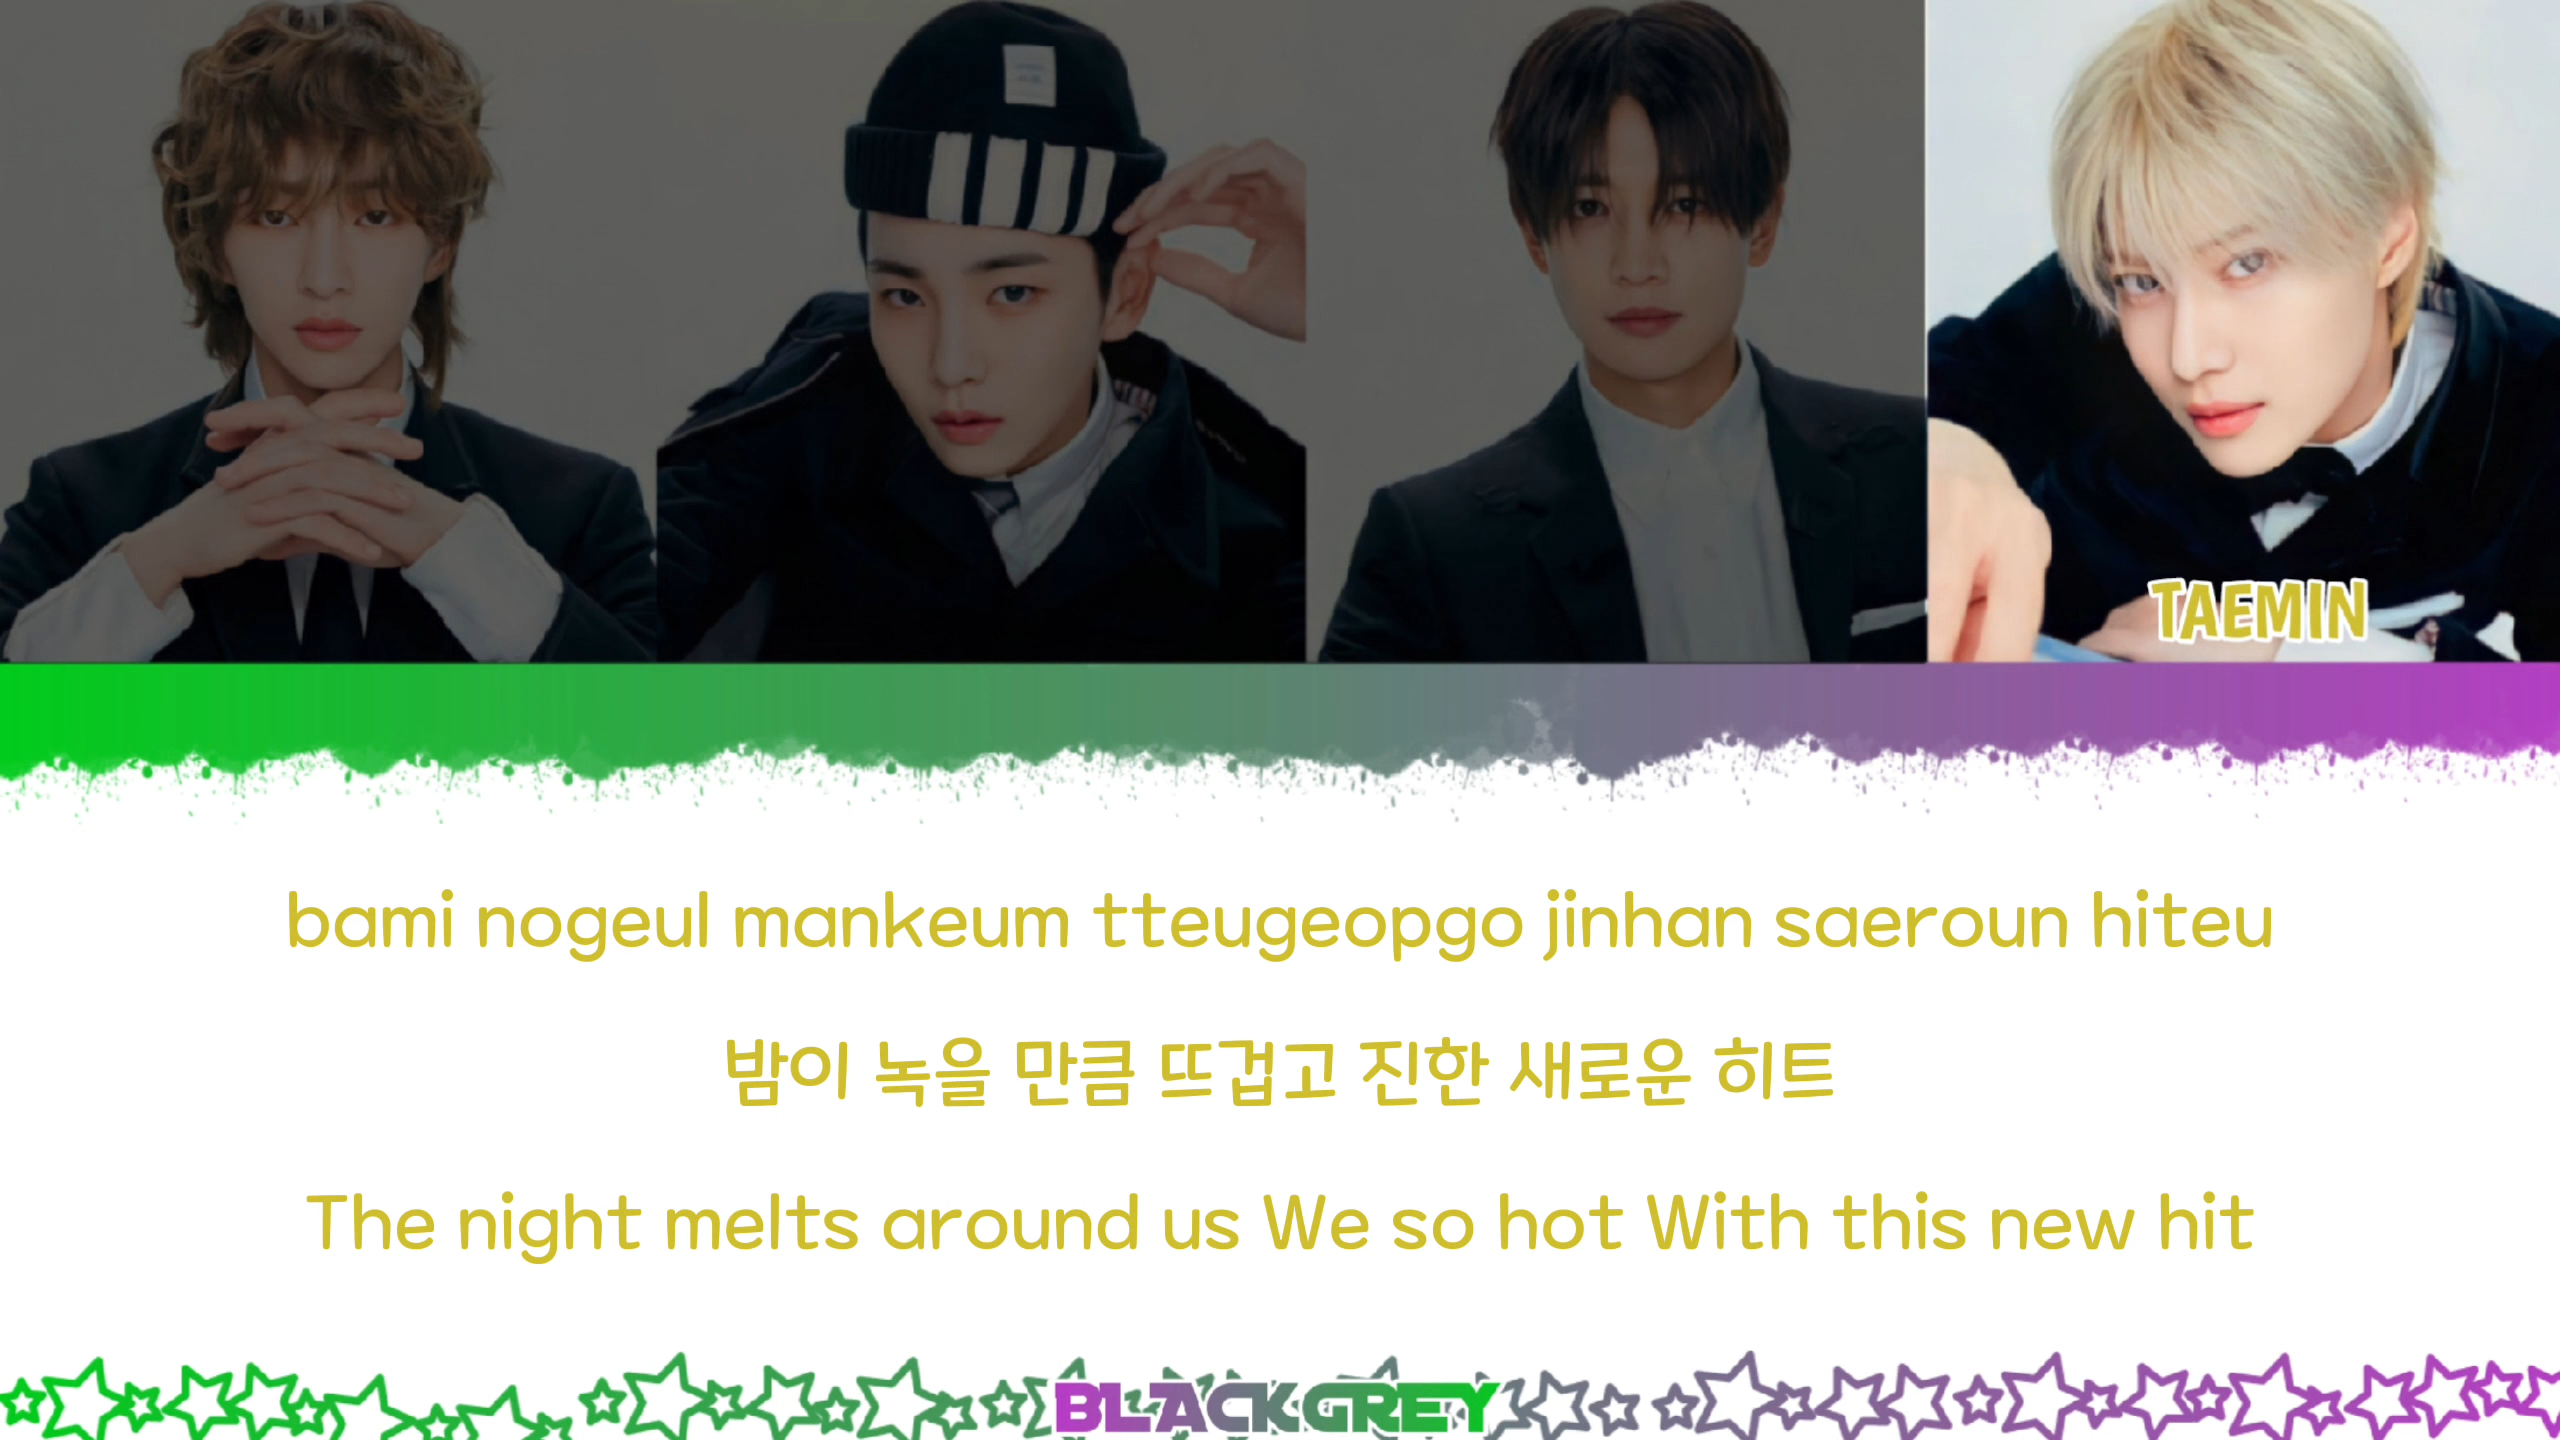 TAEMIN
bami nogeul mankeum tteugeopgo jinhan saeroun hiteu
밤이 녹을 만큼 뜨겁고 진한 새로운 히트
The night melts around us We so hot With this new hit
BLACKGREY